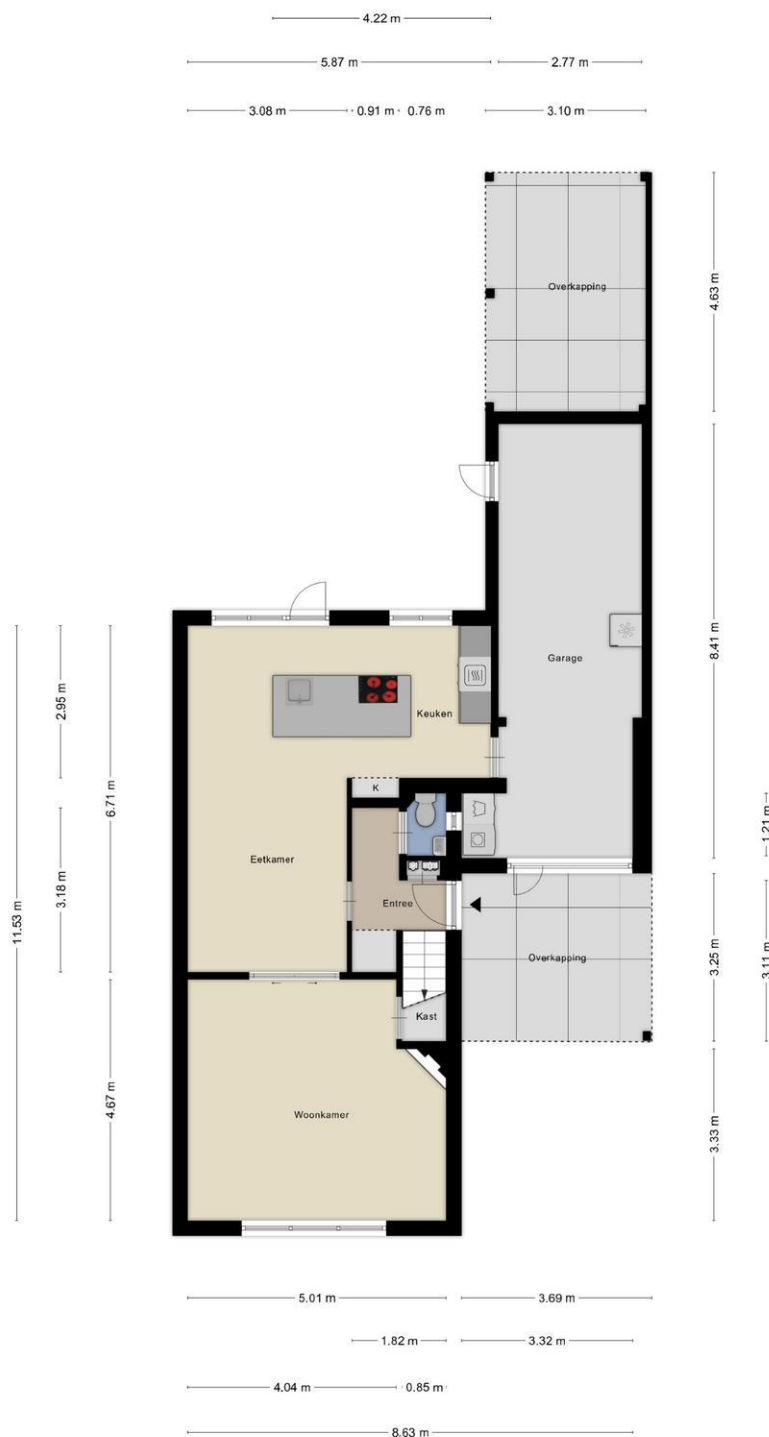 4.22 m
5.87 m 2.77 m
3.08 m 0.91 m 0.76 m 3.10 m
Overkapping
4.63 m
Garage
8.41 m
Keuken
2.95 m
6.71 m
K
Eetkamer
3.18 m
11.53 m
Entree
1.21 m
Overkapping
3.25 m
3.11 m
Kast
Woonkamer
4.67 m
3.33 m
5.01 m 3.69 m
1.82 m 3.32 m
4.04 m 0.85 m
8.63 m